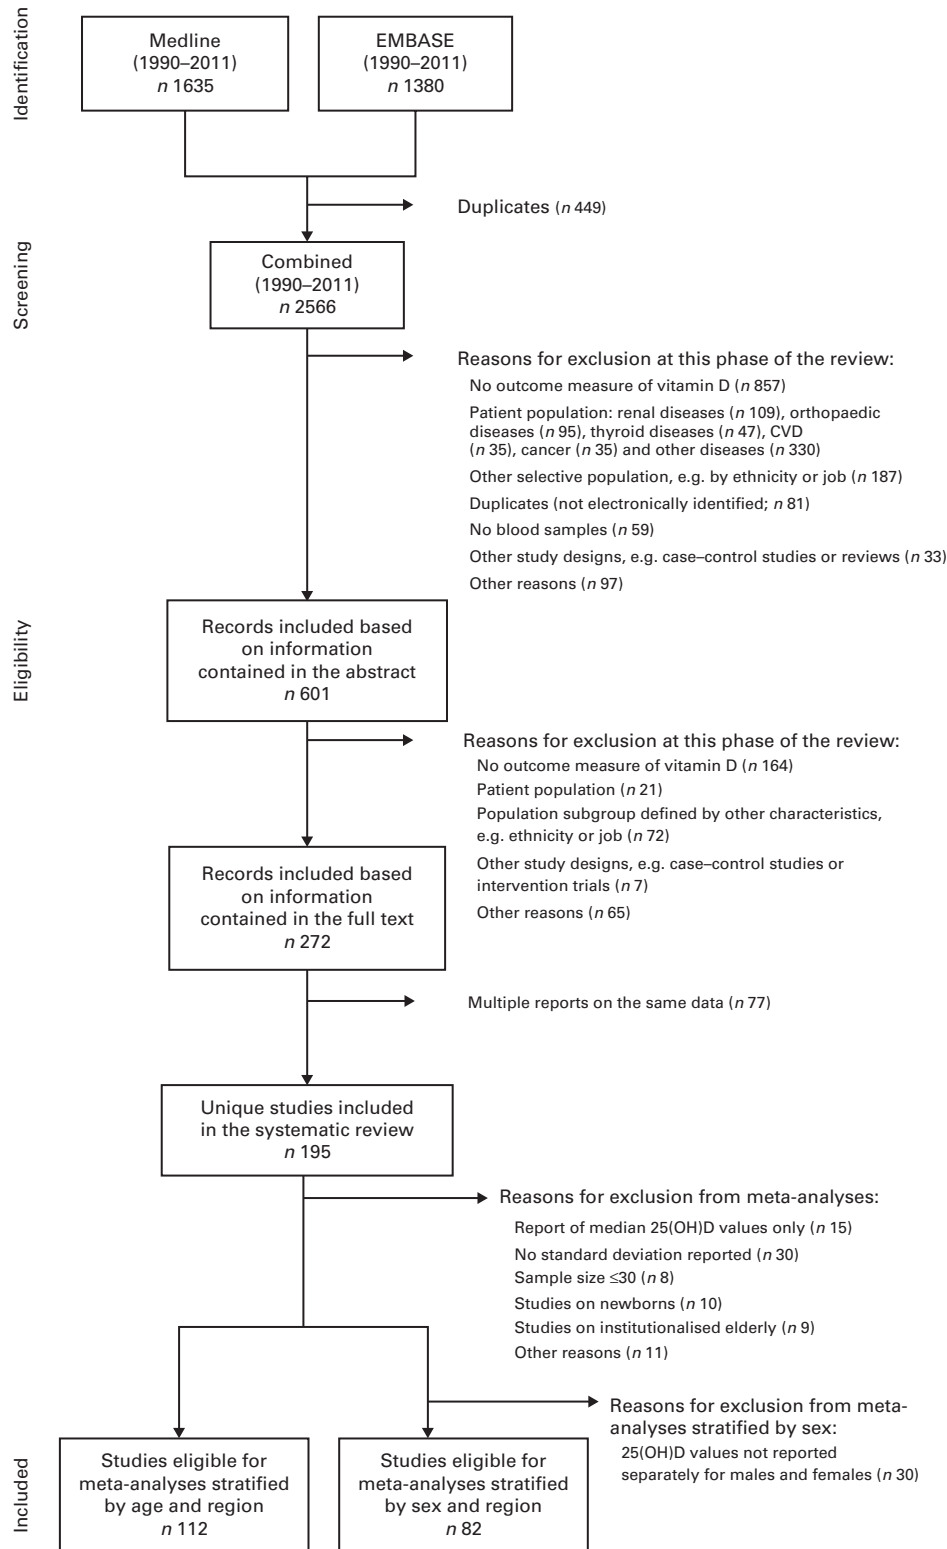 Identification
Medline
(1990–2011)
n 1635
EMBASE
(1990–2011)
n 1380
Duplicates (n 449)
Screening
Combined
(1990–2011)
n 2566
Reasons for exclusion at this phase of the review:
No outcome measure of vitamin D (n 857)
Patient population: renal diseases (n 109), orthopaedic
diseases (n 95), thyroid diseases (n 47), CVD
(n 35), cancer (n 35) and other diseases (n 330)
Other selective population, e.g. by ethnicity or job (n 187)
Duplicates (not electronically identified; n 81)
No blood samples (n 59)
Other study designs, e.g. case–control studies or reviews (n 33)
Other reasons (n 97)
Eligibility
Records included based
on information
contained in the abstract
n 601
Reasons for exclusion at this phase of the review:
No outcome measure of vitamin D (n 164)
Patient population (n 21)
Population subgroup defined by other characteristics,
e.g. ethnicity or job (n 72)
Other study designs, e.g. case–control studies or
intervention trials (n 7)
Other reasons (n 65)
Records included based
on information
contained in the full text
n 272
Multiple reports on the same data (n 77)
Unique studies included
in the systematic review
n 195
Reasons for exclusion from meta-analyses:
Report of median 25(OH)D values only (n 15)
No standard deviation reported (n 30)
Sample size ≤30 (n 8)
Studies on newborns (n 10)
Studies on institutionalised elderly (n 9)
Other reasons (n 11)
Reasons for exclusion from meta-
analyses stratified by sex:
25(OH)D values not reported
separately for males and females (n 30)
Included
Studies eligible for
meta-analyses stratified
by age and region
n 112
Studies eligible for
meta-analyses stratified
by sex and region
n 82